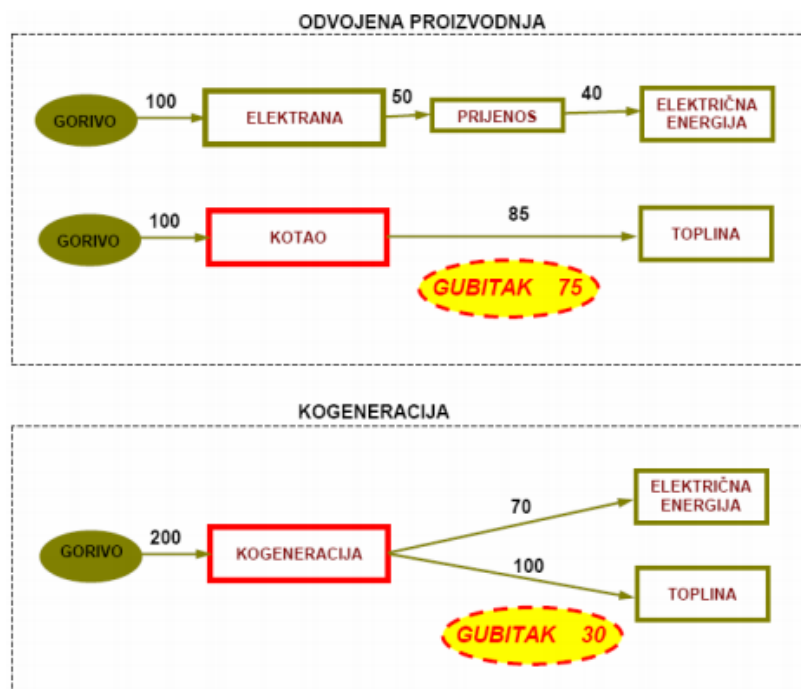 ODVOJENA PROIZVODNJA
GORIVO
100
ELEKTRANA
50
PRIJENOS
40
ELEKTRIČNA
ENERGIJA
GORIVO
100
KOTAO
85
TOPLINA
GUBITAK 75
KOGENERACIJA
GORIVO
200
KOGENERACIJA
70
ELEKTRIČNA
ENERGIJA
100
TOPLINA
GUBITAK 30